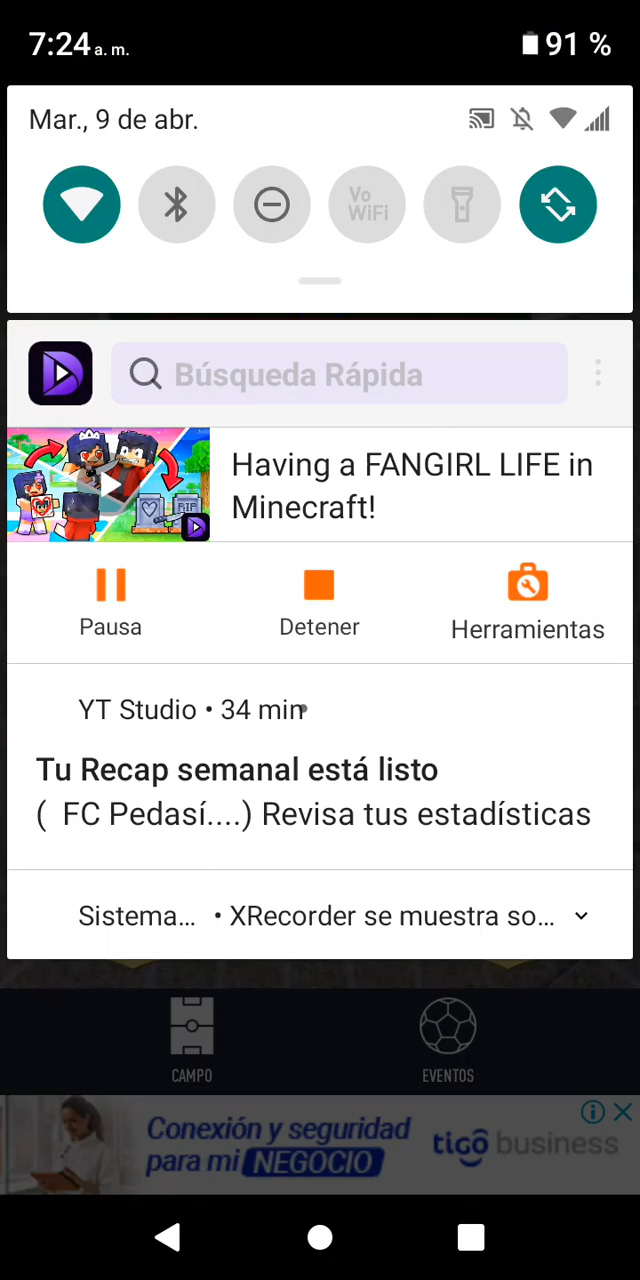 7:24 a. m.
91 %
Mar., 9 de abr.
Vo
WiFi
Búsqueda Rápida
RIP
Having a FANGIRL LIFE in
Minecraft!
Pausa
Detener
Herramientas
YT Studio • 34 min
Tu Recap semanal está listo
( FC Pedasí....) Revisa tus estadísticas
Sistema... • XRecorder se muestra so...
CAMPO
EVENTOS
Conexión y seguridad
para mi NEGOCIO
tigo business